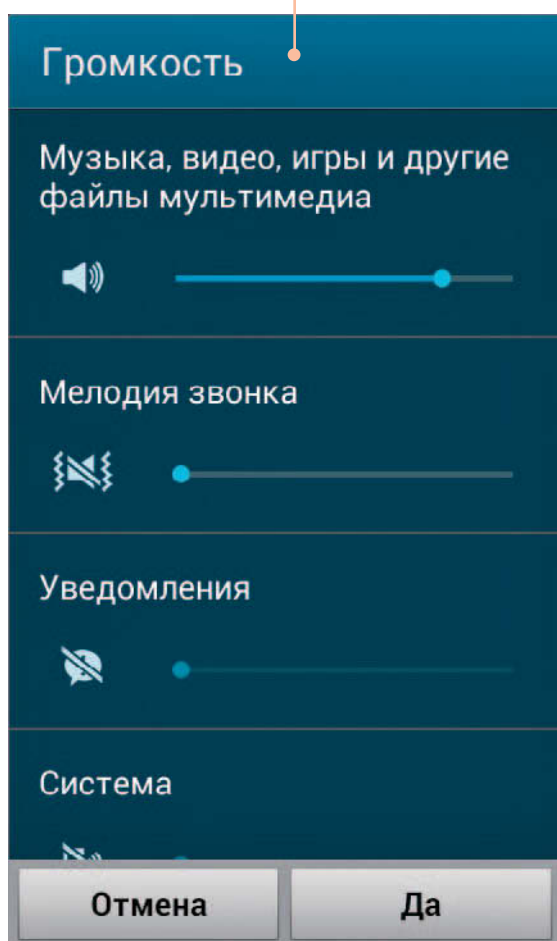 Громкость
Музыка, видео, игры и другие
файлы мультимедиа
Мелодия звонка
Уведомления
Система
Отмена
Да